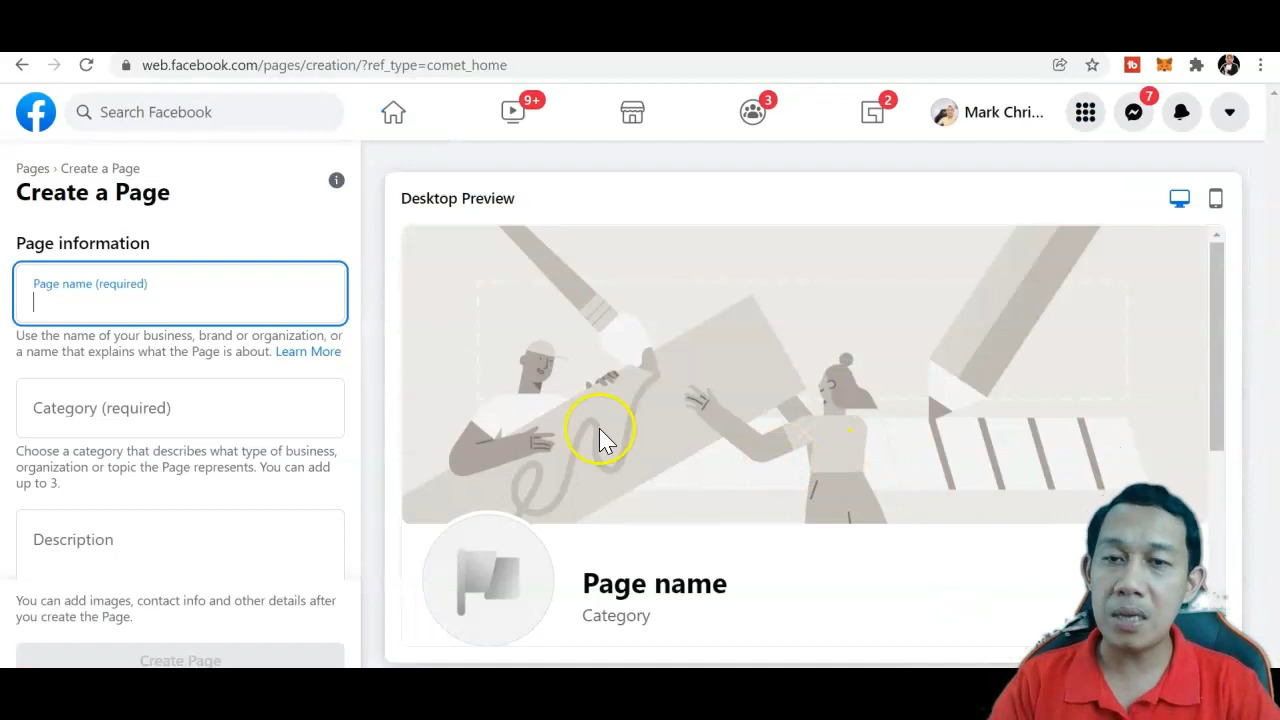 web.facebook.com/pages/creation/?ref_type=comet_home
Search Facebook
9+
3
2
Mark Chri...
7
Pages › Create a Page
Create a Page
Page information
Page name (required)
Use the name of your business, brand or organization, or
a name that explains what the Page is about. Learn More
Category (required)
Choose a category that describes what type of business,
organization or topic the Page represents. You can add
up to 3.
Description
You can add images, contact info and other details after
you create the Page.
Create Page
Desktop Preview
Page name
Category